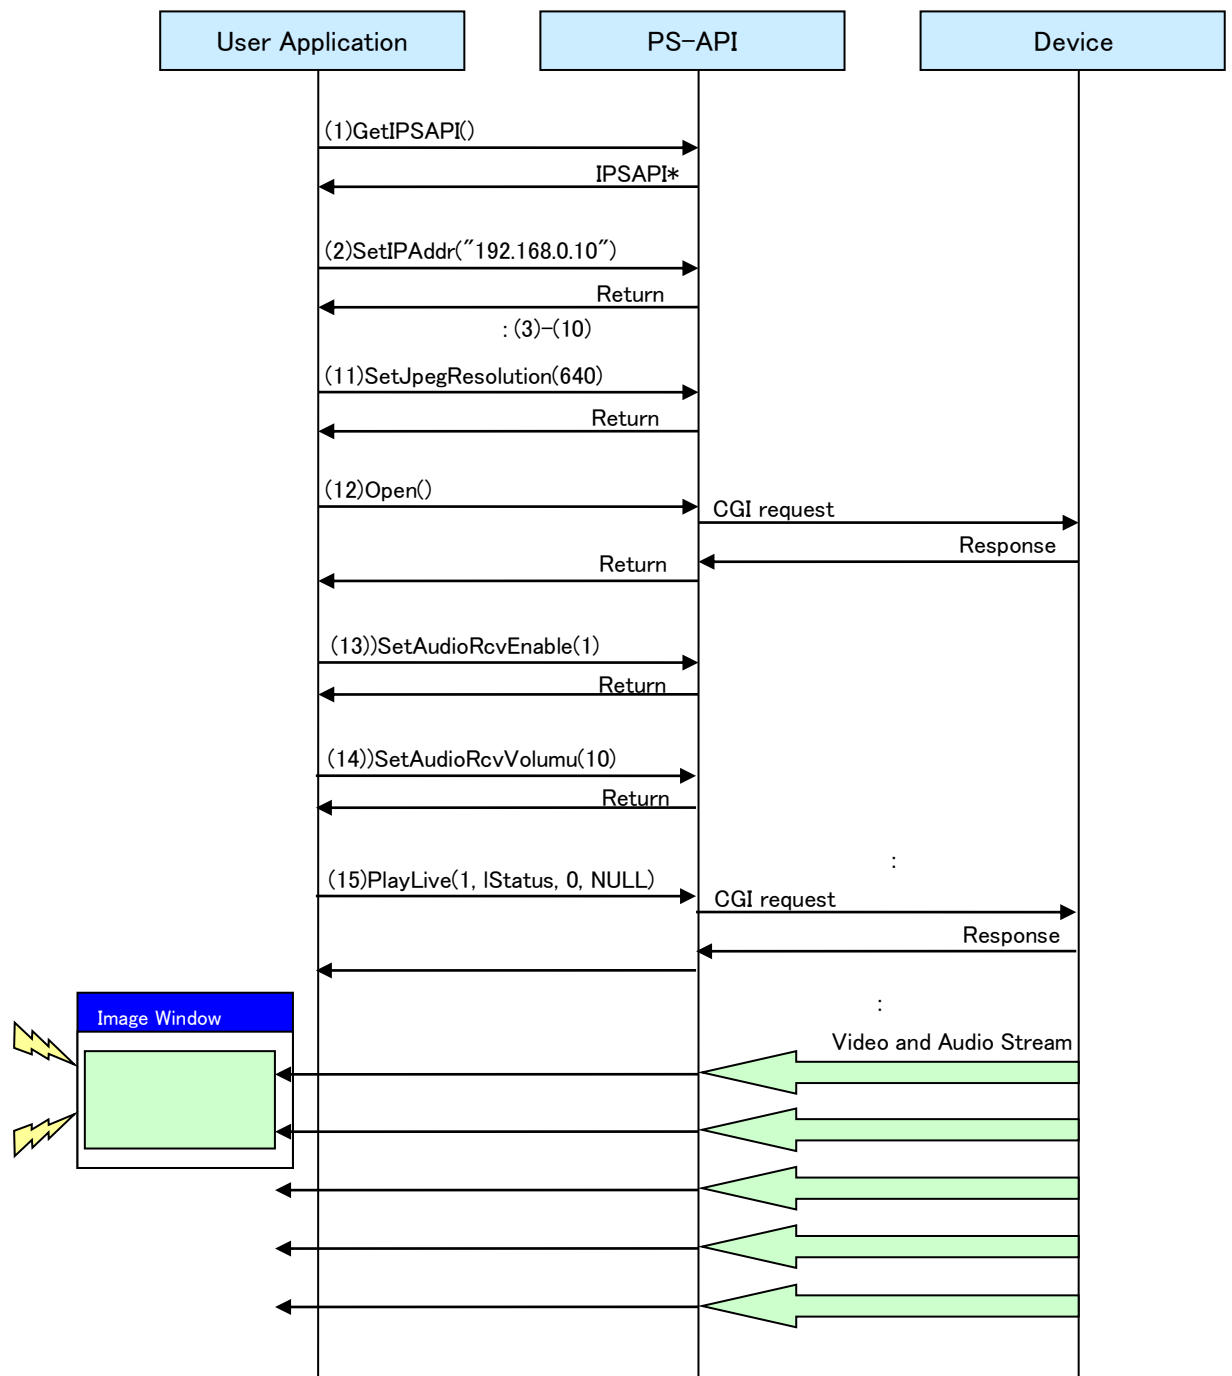 User Application
PS-API
Device
(1)GetIPSAPI()
IPSAPI*
(2)SetIPAddr("192.168.0.10")
Return
: (3)-(10)
(11)SetJpegResolution(640)
Return
(12)Open()
CGI request
Response
Return
(13))SetAudioRcvEnable(1)
Return
(14))SetAudioRcvVolumu(10)
Return
:
(15)PlayLive(1, lStatus, 0, NULL)
CGI request
Response
:
Image Window
Video and Audio Stream